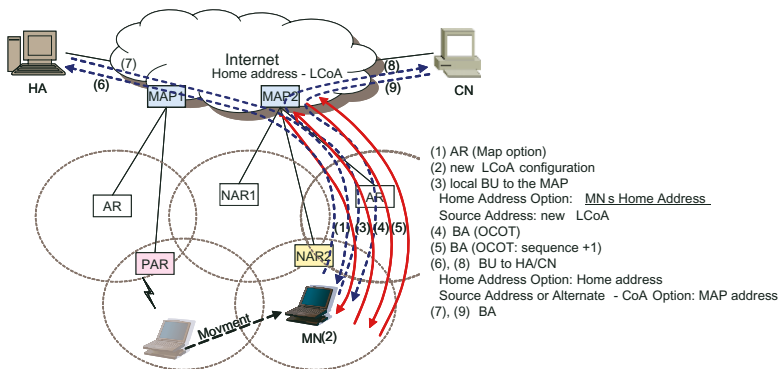 Internet
Home address - LCoA
HA
CN
(7)
(6)
(8)
(9)
MAP1
MAP2
AR
NAR1
AR
PAR
NAR2
(1)
(3)
(4)
(5)
Movment
MN(2)
(1) AR (Map option)
(2) new LCoA configuration
(3) local BU to the MAP
Home Address Option: MN s Home Address
Source Address: new LCoA
(4) BA (OCOT)
(5) BA (OCOT: sequence +1)
(6), (8) BU to HA/CN
Home Address Option: Home address
Source Address or Alternate - CoA Option: MAP address
(7), (9) BA